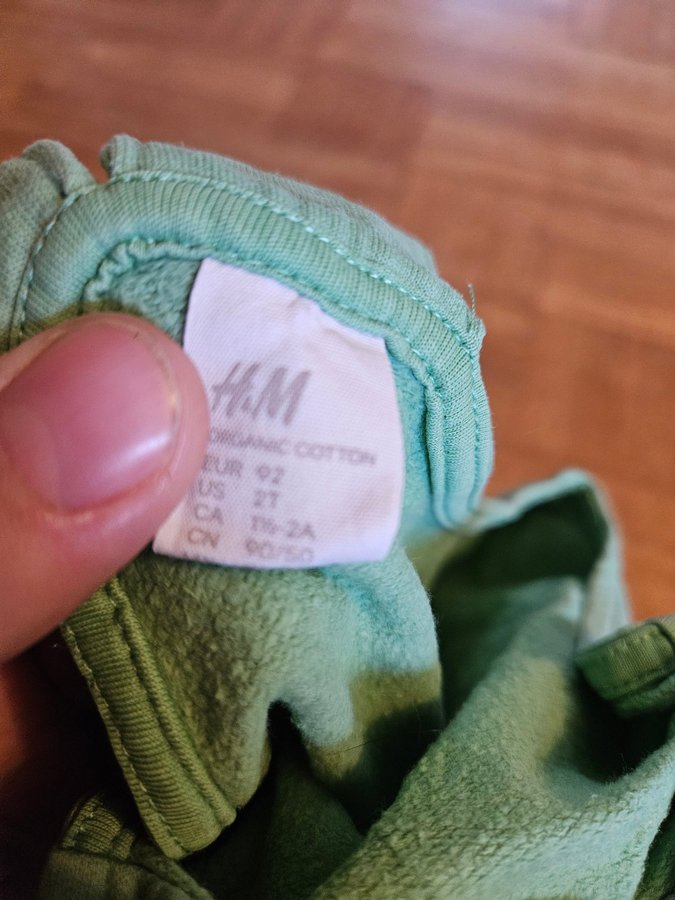 H&M
ORGANIC COTTON
EUR 92
US 2T
CA 1½-2A
CN 90/50